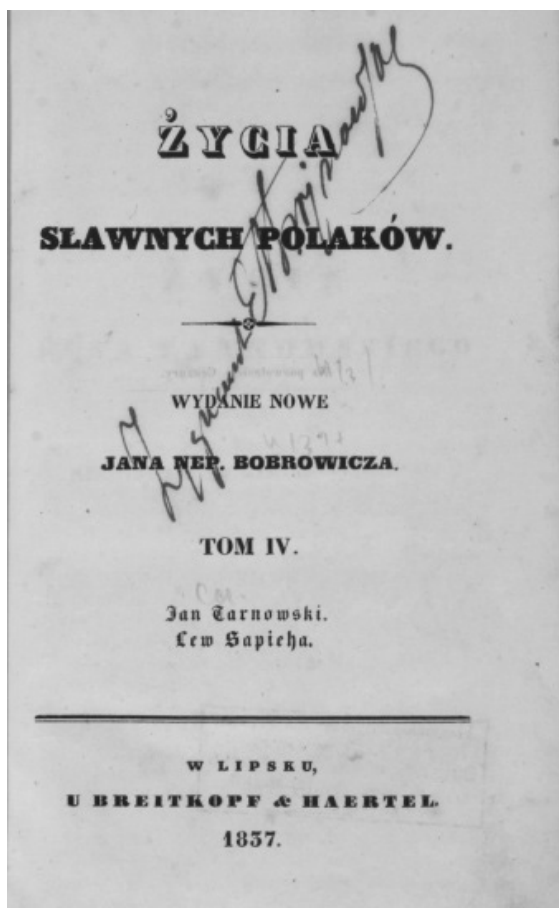 ŻYCIA
SŁAWNYCH POLAKÓW.
WYDANIE NOWE
JANA NEP. BOBROWICZA.
TOM IV.
Jan Tarnowski.
Lew Sapieha.
W LIPSKU,
U BREITKOPF & HAERTEL.
1837.